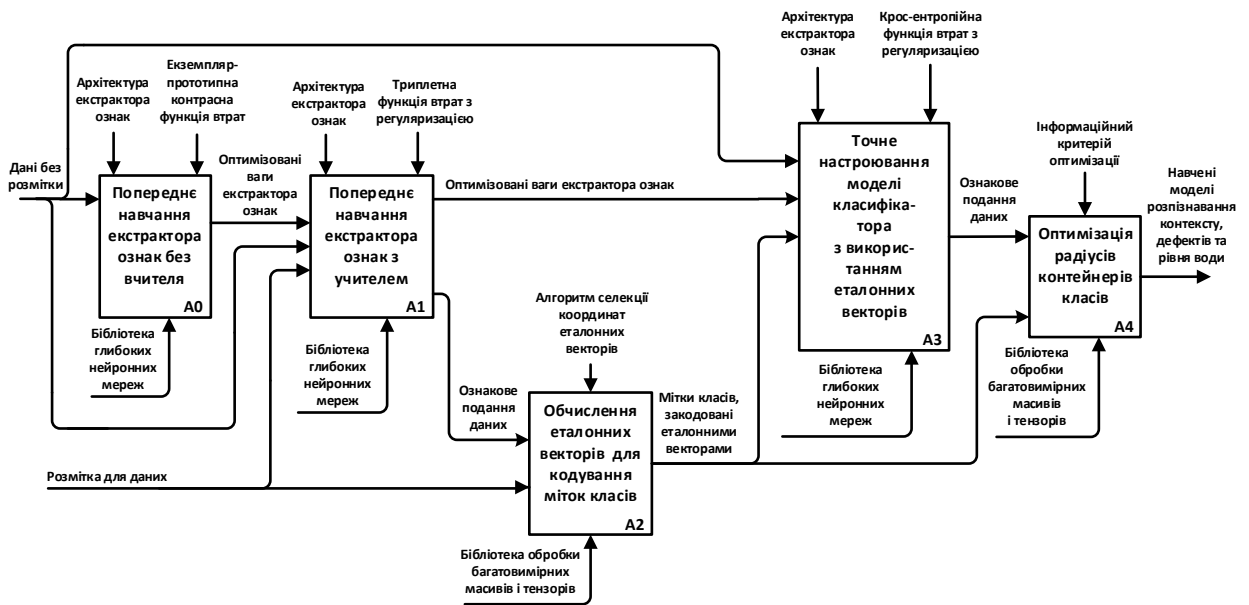 Архітектура
екстрактора
ознак
Екземпляр-
прототипна
контрасна
функція втрат
Архітектура
екстрактора
ознак
Триплетна
функція втрат з
регуляризацією
Архітектура
екстрактора
ознак
Крос-ентропійна
функція втрат з
регуляризацією
Інформаційний
критерій
оптимізації
Дані без
розмітки
Попереднє
навчання
екстрактора
ознак без
вчителя
A0
Оптимізовані
ваги
екстрактора
ознак
Попереднє
навчання
екстрактора
ознак з
учителем
A1
Оптимізовані ваги екстрактора ознак
Точне
настроювання
моделі
класифіка-
тора
з викорис-
танням
еталонних
векторів
A3
Ознакове
подання
даних
Оптимізація
радіусів
контейнерів
класів
A4
Навчені
моделі
розпізнавання
контексту,
дефектів та
рівня води
Бібліотека
глибоких
нейронних
мереж
Бібліотека
глибоких
нейронних
мереж
Алгоритм селекції
координат
еталонних
векторів
Ознакове
подання
даних
Обчислення
еталонних
векторів для
кодування
міток класів
A2
Мітки класів,
закодовані
еталонними
векторами
Бібліотека
глибоких
нейронних
мереж
Бібліотека
обробки
багатовимірних
масивів
і тензорів
Розмітка для даних
Бібліотека обробки
багатовимірних
масивів і тензорів